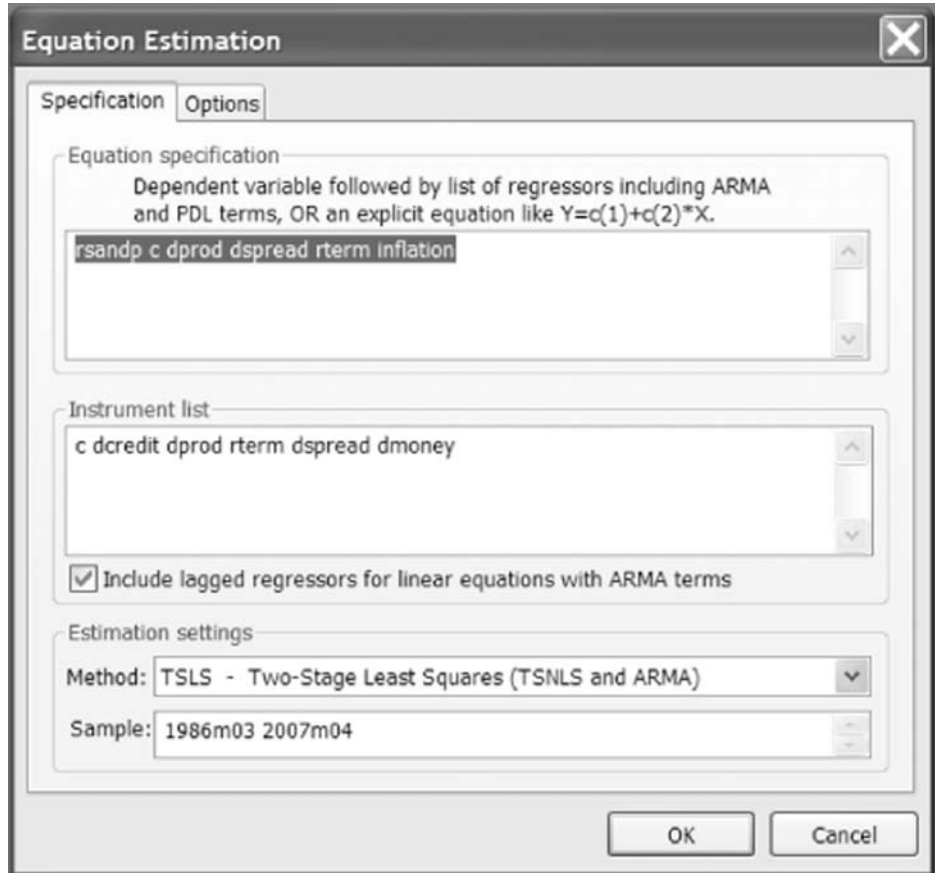 Equation Estimation
Specification
Options
Equation specification
Dependent variable followed by list of regressors including ARMA
and PDL terms, OR an explicit equation like Y=c(1)+c(2)*X.
rsandp c dprod dspread rterm inflation
Instrument list
c dcredit dprod rterm dspread dmoney
Include lagged regressors for linear equations with ARMA terms
Estimation settings
Method: TSLS - Two-Stage Least Squares (TSNLS and ARMA)
Sample: 1986m03 2007m04
OK Cancel